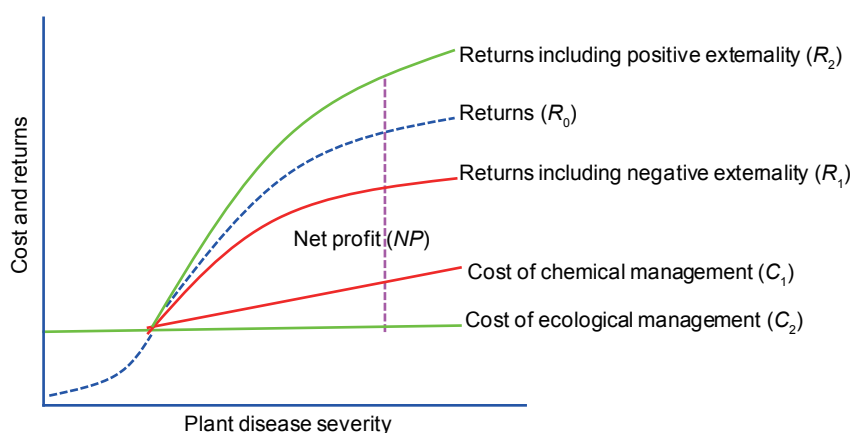 Returns including positive externality (R₂)
Returns (R₀)
Returns including negative externality (R₁)
Net profit (NP)
Cost of chemical management (C₁)
Cost of ecological management (C₂)
Cost and returns
Plant disease severity